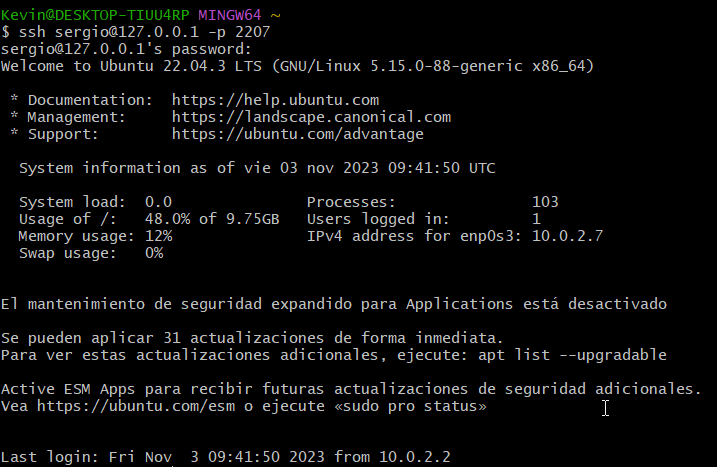 Kevin@DESKTOP-TIUU4RP MINGW64 ~
$ ssh sergio@127.0.0.1 -p 2207
sergio@127.0.0.1's password:
Welcome to Ubuntu 22.04.3 LTS (GNU/Linux 5.15.0-88-generic x86_64)
* Documentation:  https://help.ubuntu.com
* Management:     https://landscape.canonical.com
* Support:        https://ubuntu.com/advantage
System information as of vie 03 nov 2023 09:41:50 UTC
System load:  0.0               Processes:               103
Usage of /:   48.0% of 9.75GB   Users logged in:         1
Memory usage: 12%               IPv4 address for enp0s3: 10.0.2.7
Swap usage:   0%
El mantenimiento de seguridad expandido para Applications está desactivado
Se pueden aplicar 31 actualizaciones de forma inmediata.
Para ver estas actualizaciones adicionales, ejecute: apt list --upgradable
Active ESM Apps para recibir futuras actualizaciones de seguridad adicionales.
Vea https://ubuntu.com/esm o ejecute «sudo pro status»
Last login: Fri Nov  3 09:41:50 2023 from 10.0.2.2